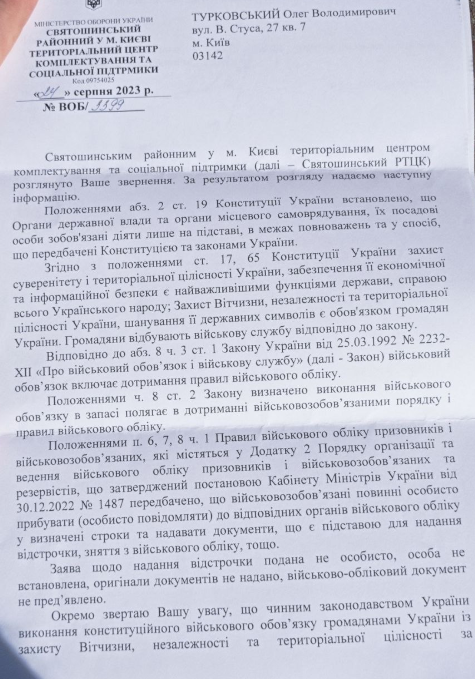 МІНІСТЕРСТВО ОБОРОНИ УКРАЇНИ
СВЯТОШИНСЬКИЙ
РАЙОННИЙ У М. КИЄВІ
ТЕРИТОРІАЛЬНИЙ ЦЕНТР
КОМПЛЕКТУВАННЯ ТА
СОЦІАЛЬНОЇ ПІДТРИМКИ
Код 09754025
«24» серпня 2023 р.
№ ВОБ/ 3399
ТУРКОВСЬКИЙ Олег Володимирович
вул. В. Стуса, 27 кв. 7
м. Київ
03142
Святошинським районним у м. Києві територіальним центром
комплектування та соціальної підтримки (далі – Святошинський РТЦК)
розглянуто Ваше звернення. За результатом розгляду надаємо наступну
інформацію.
Положеннями абз. 2 ст. 19 Конституції України встановлено, що
Органи державної влади та органи місцевого самоврядування, їх посадові
особи зобов'язані діяти лише на підставі, в межах повноважень та у спосіб,
що передбачені Конституцією та законами України.
Згідно з положеннями ст. 17, 65 Конституції України захист
суверенітету і територіальної цілісності України, забезпечення її економічної
та інформаційної безпеки є найважливішими функціями держави, справою
всього Українського народу; Захист Вітчизни, незалежності та територіальної
цілісності України, шанування її державних символів є обов'язком громадян
України. Громадяни відбувають військову службу відповідно до закону.
Відповідно до абз. 8 ч. 3 ст. 1 Закону України від 25.03.1992 № 2232-
XII «Про військовий обов'язок і військову службу» (далі - Закон) військовий
обов'язок включає дотримання правил військового обліку.
Положеннями ч. 8 ст. 2 Закону визначено виконання військового
обов'язку в запасі полягає в дотриманні військовозобов'язаними порядку і
правил військового обліку.
Положеннями п. 6, 7, 8 ч. 1 Правил військового обліку призовників і
військовозобов'язаних, які містяться у Додатку 2 Порядку організації та
ведення військового обліку призовників і військовозобов'язаних та
резервістів, що затверджений постановою Кабінету Міністрів України від
30.12.2022 № 1487 передбачено, що військовозобов'язані повинні особисто
прибувати (особисто повідомляти) до відповідних органів військового обліку
у визначені строки та надавати документи, що є підставою для надання
відстрочки, зняття з військового обліку, тощо.
Заява щодо надання відстрочки подана не особисто, особа не
встановлена, оригінали документів не надано, військово-обліковий документ
не пред'явлено.
Окремо звертаю Вашу увагу, що чинним законодавством України
виконання конституційного військового обов'язку громадянами України із
захисту Вітчизни, незалежності та територіальної цілісності за